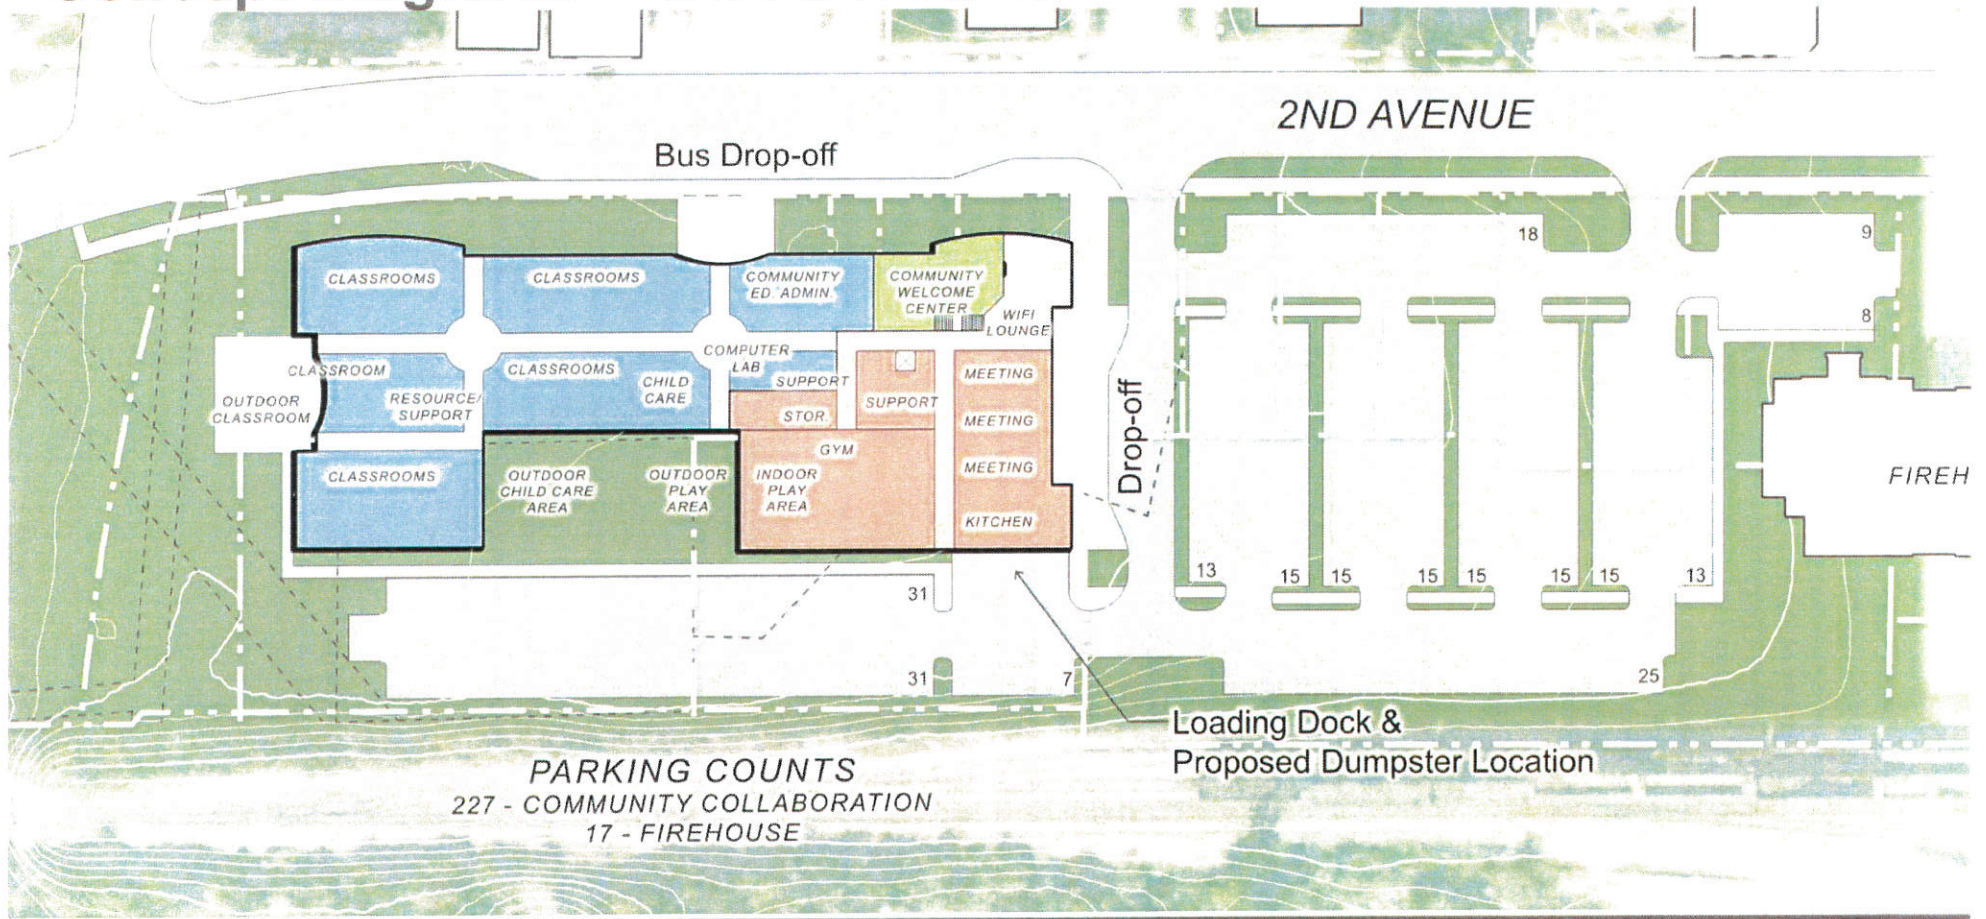 2ND AVENUE
Bus Drop-off
18
9
CLASSROOMS
CLASSROOMS
COMMUNITY
ED. ADMIN.
COMMUNITY
WELCOME
CENTER
WIFI
LOUNGE
8
CLASSROOM
CLASSROOMS
COMPUTER
LAB
SUPPORT
MEETING
OUTDOOR
CLASSROOM
RESOURCE/
SUPPORT
CHILD
CARE
STOR.
SUPPORT
MEETING
Drop-off
GYM
CLASSROOMS
OUTDOOR
CHILD CARE
AREA
OUTDOOR
PLAY
AREA
INDOOR
PLAY
AREA
MEETING
KITCHEN
FIREH
13
15
15
15
15
15
15
13
31
31
7
25
Loading Dock &
Proposed Dumpster Location
PARKING COUNTS
227 - COMMUNITY COLLABORATION
17 - FIREHOUSE